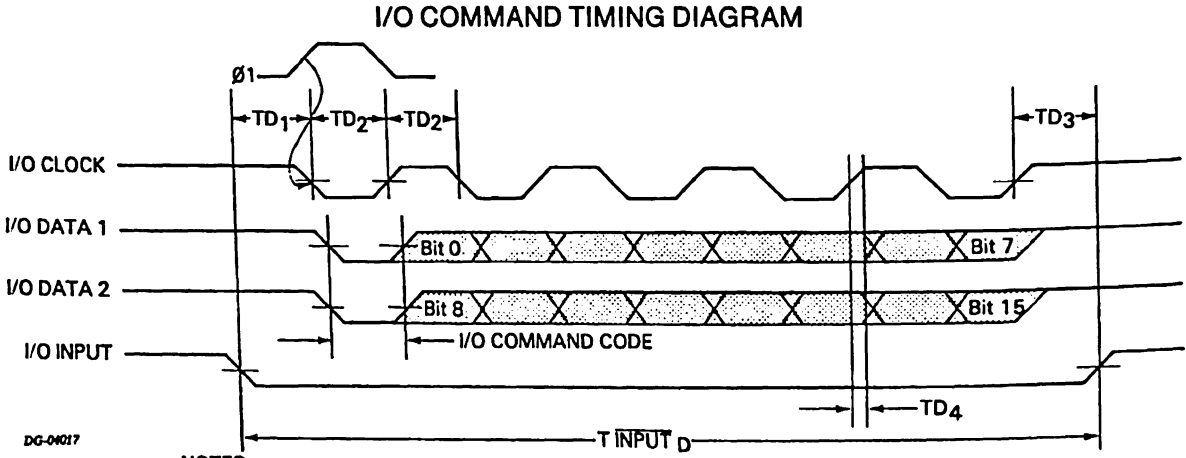 I/O COMMAND TIMING DIAGRAM
Ø1
TD1 TD2 TD2 TD3
I/O CLOCK
I/O DATA 1 Bit 0 Bit 7
I/O DATA 2 Bit 8 Bit 15
I/O COMMAND CODE
I/O INPUT
TD4
T INPUT D
DG-04017